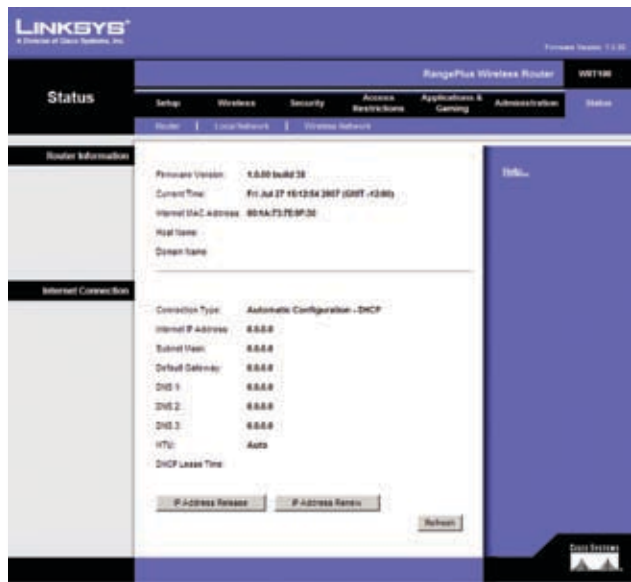 LINKSYS®
A Division of Cisco Systems, Inc.
Firmware Version:
RangePlus Wireless Router
WRT100
Status
Setup
Wireless
Security
Access Restrictions
Applications & Gaming
Administration
Status
Router | Local Network | Wireless Network
Router Information
Firmware Version:
Current Time:
Internet MAC Address:
Host Name:
Domain Name:
Help...
Internet Connection
Connection Type: Automatic Configuration - DHCP
Internet IP Address: 0.0.0.0
Subnet Mask: 0.0.0.0
Default Gateway: 0.0.0.0
DNS 1: 0.0.0.0
DNS 2: 0.0.0.0
DNS 3: 0.0.0.0
MTU: Auto
DHCP Lease Time:
IP Address Release
IP Address Renew
Refresh
CISCO SYSTEMS